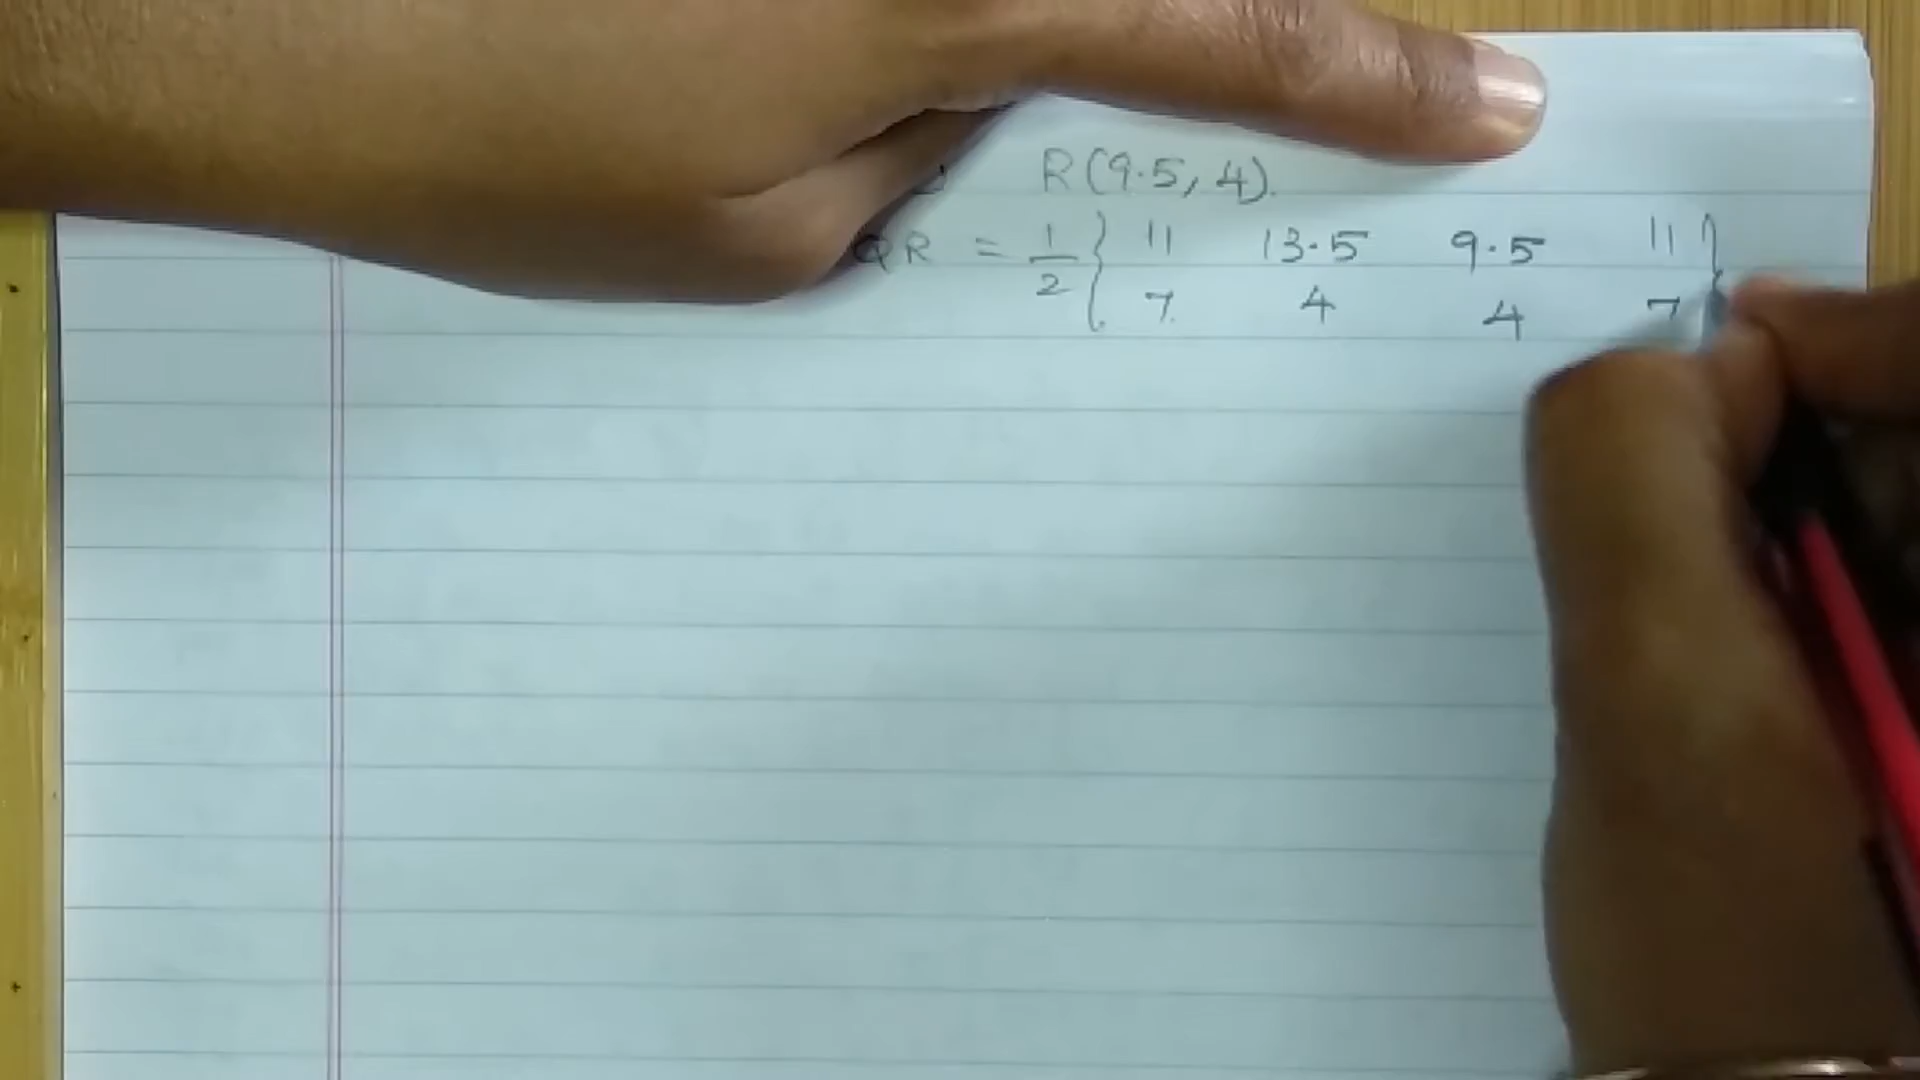 R(9.5, 4).
QR = 1/2 { 11 13.5 9.5 11 }
7 4 4 7